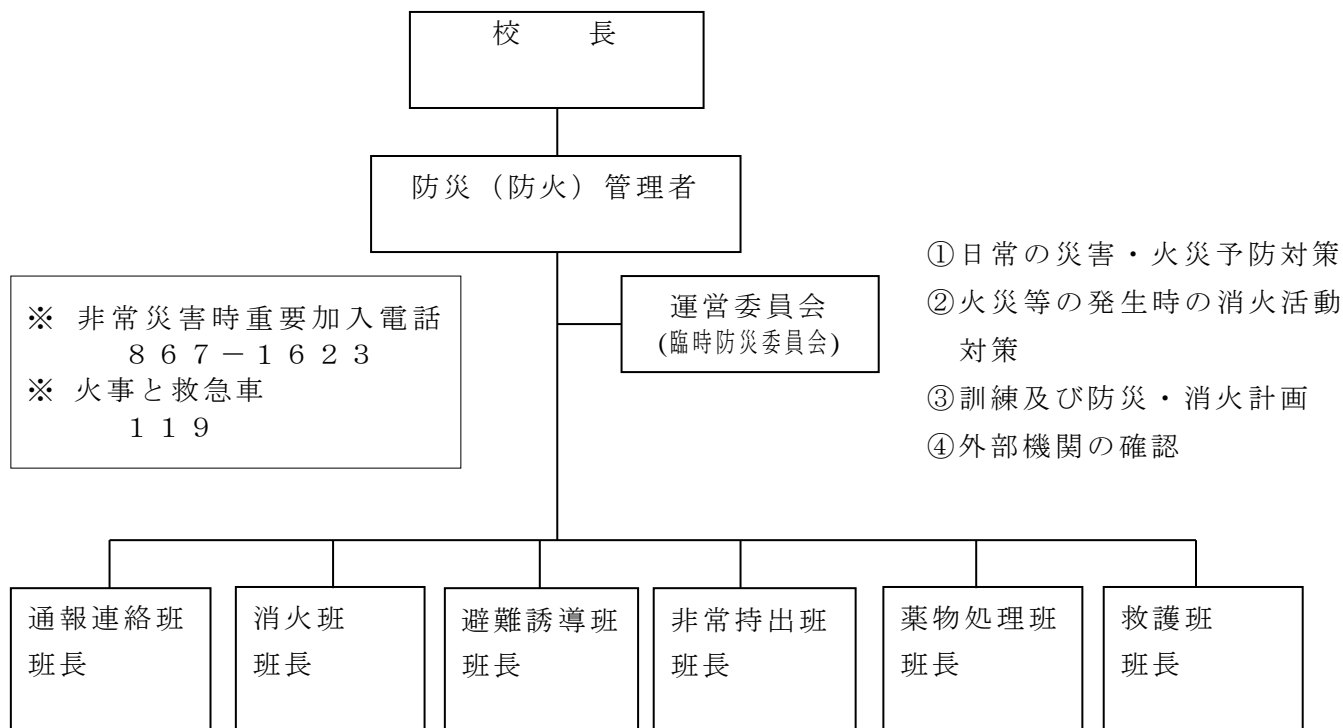 校　　長
防災（防火）管理者
※ 非常災害時重要加入電話
８６７－１６２３
※ 火事と救急車
１１９
運営委員会
(臨時防災委員会)
①日常の災害・火災予防対策
②火災等の発生時の消火活動
対策
③訓練及び防災・消火計画
④外部機関の確認
通報連絡班
班長
消火班
班長
避難誘導班
班長
非常持出班
班長
薬物処理班
班長
救護班
班長